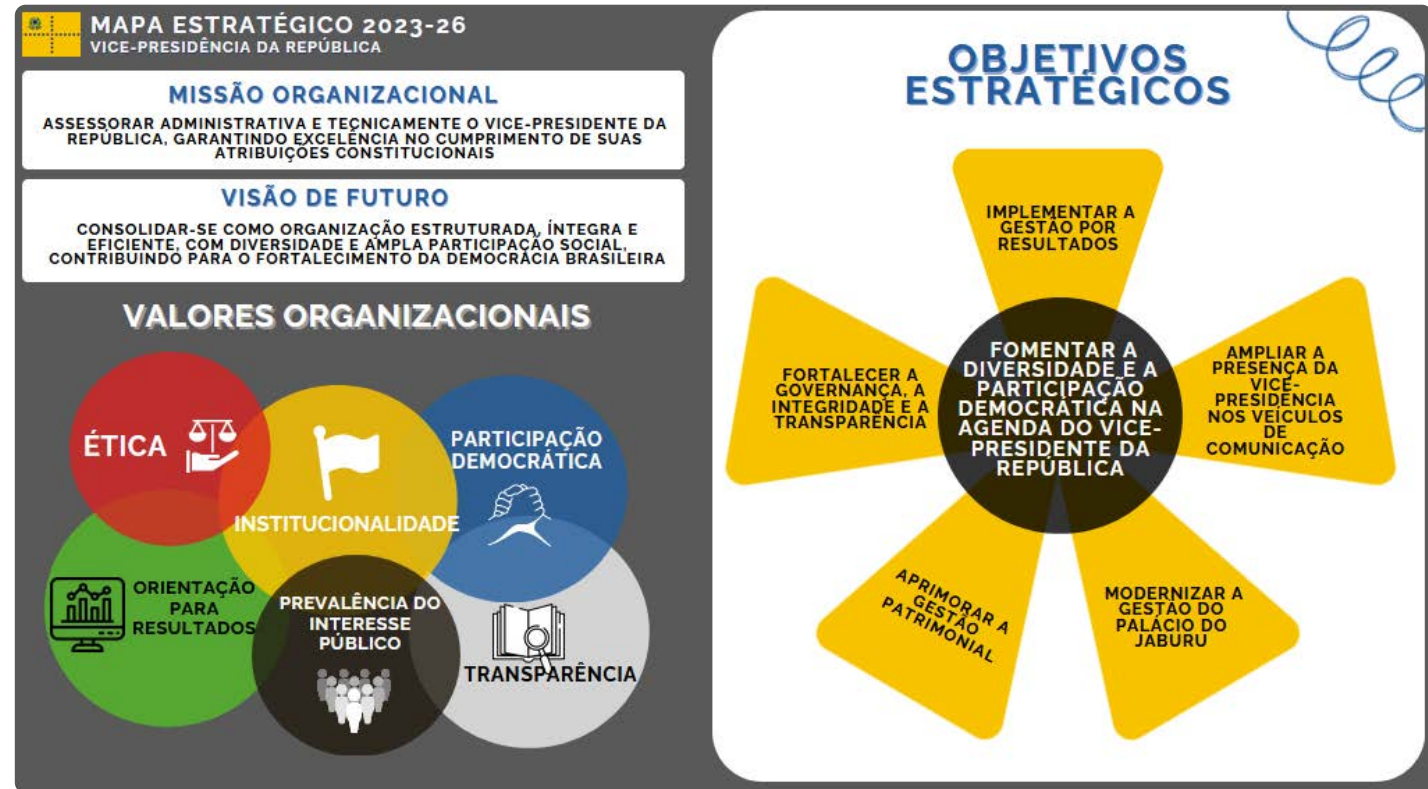 MAPA ESTRATÉGICO 2023-26
VICE-PRESIDÊNCIA DA REPÚBLICA
MISSÃO ORGANIZACIONAL
ASSESSORAR ADMINISTRATIVA E TECNICAMENTE O VICE-PRESIDENTE DA
REPÚBLICA, GARANTINDO EXCELÊNCIA NO CUMPRIMENTO DE SUAS
ATRIBUIÇÕES CONSTITUCIONAIS
VISÃO DE FUTURO
CONSOLIDAR-SE COMO ORGANIZAÇÃO ESTRUTURADA, ÍNTEGRA E
EFICIENTE, COM DIVERSIDADE E AMPLA PARTICIPAÇÃO SOCIAL,
CONTRIBUINDO PARA O FORTALECIMENTO DA DEMOCRACIA BRASILEIRA
VALORES ORGANIZACIONAIS
ÉTICA
INSTITUCIONALIDADE
PARTICIPAÇÃO
DEMOCRÁTICA
ORIENTAÇÃO
PARA
RESULTADOS
PREVALÊNCIA DO
INTERESSE
PÚBLICO
TRANSPARÊNCIA
OBJETIVOS
ESTRATÉGICOS
IMPLEMENTAR A
GESTÃO POR
RESULTADOS
FORTALECER A
GOVERNANÇA, A
INTEGRIDADE E A
TRANSPARÊNCIA
FOMENTAR A
DIVERSIDADE E A
PARTICIPAÇÃO
DEMOCRÁTICA NA
AGENDA DO VICE-
PRESIDENTE DA
REPÚBLICA
AMPLIAR A
PRESENÇA DA
VICE-
PRESIDÊNCIA
NOS VEÍCULOS
DE
COMUNICAÇÃO
APRIMORAR A
GESTÃO
PATRIMONIAL
MODERNIZAR A
GESTÃO DO
PALÁCIO DO
JABURU